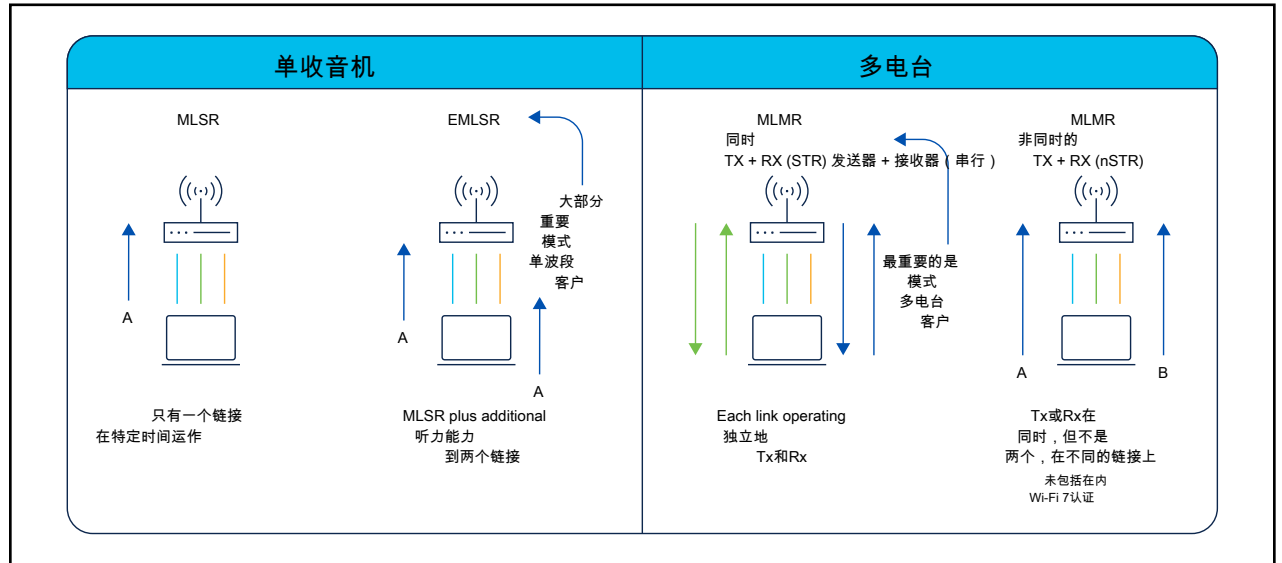 单收音机
多电台
MLSR
A
只有一个链接
在特定时间运作
EMLSR
大部分
重要
模式
单波段
客户
A
A
MLSR plus additional
听力能力
到两个链接
MLMR
同时
TX + RX (STR) 发送器 + 接收器（串行）
最重要的是
模式
多电台
客户
Each link operating
独立地
Tx和Rx
MLMR
非同时的
TX + RX (nSTR)
A
B
Tx或Rx在
同时，但不是
两个，在不同的链接上
未包括在内
Wi-Fi 7认证